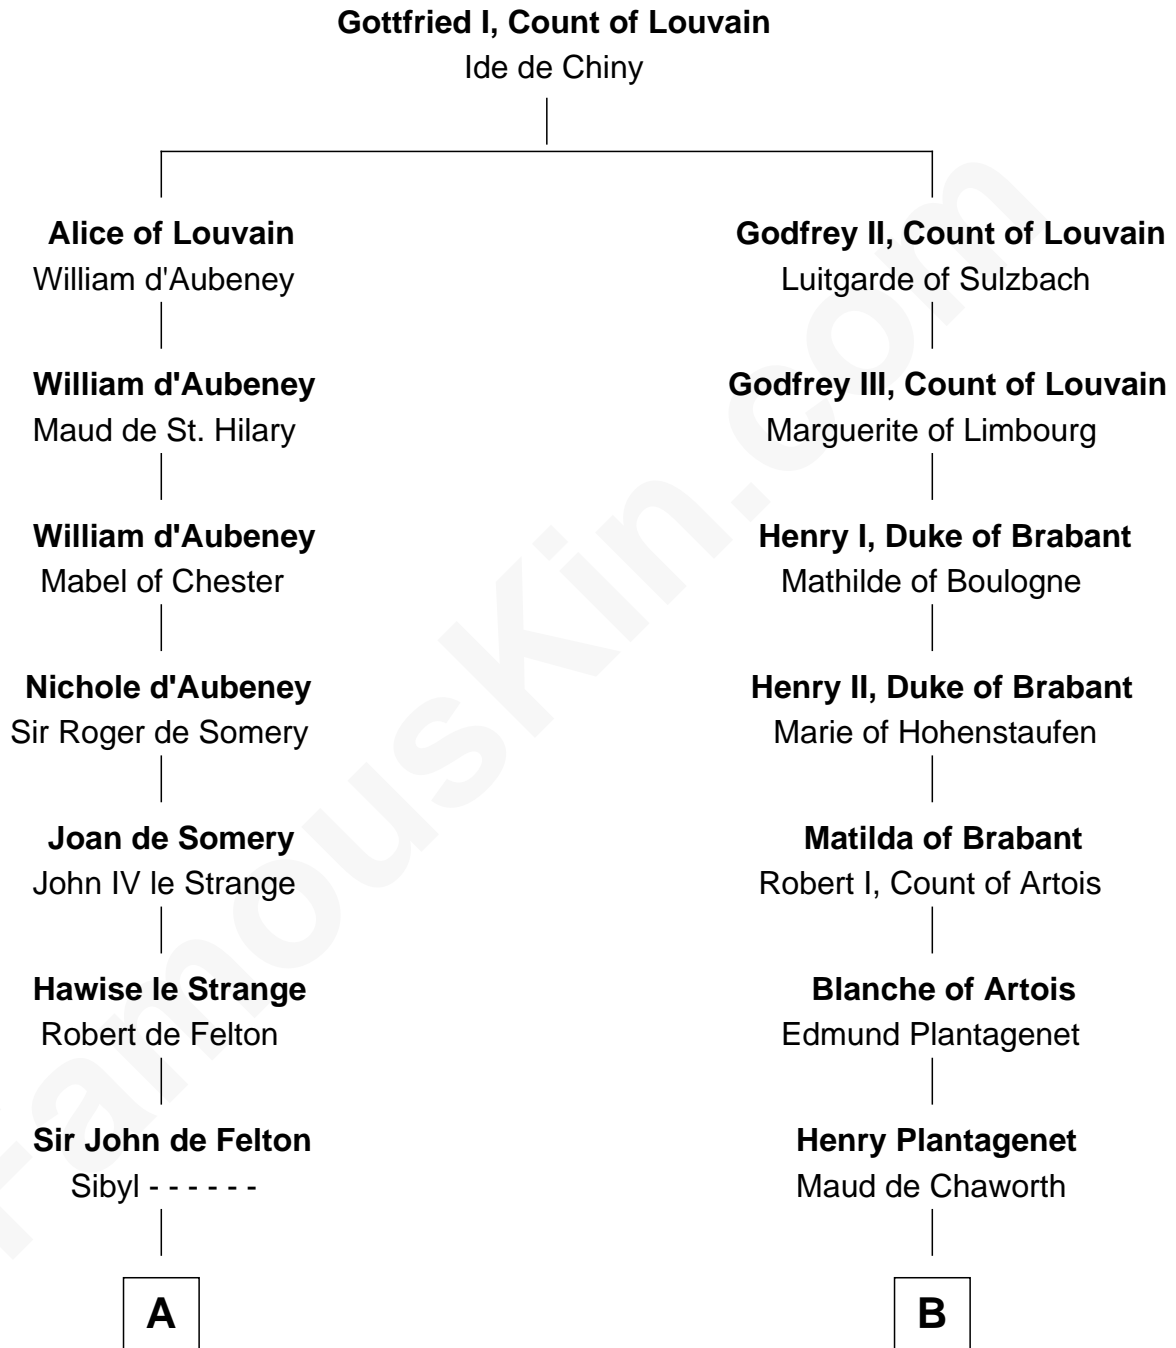 Gottfried I, Count of Louvain
Ide de Chiny
Alice of Louvain
William d'Aubeney
Godfrey II, Count of Louvain
Luitgarde of Sulzbach
William d'Aubeney
Maud de St. Hilary
Godfrey III, Count of Louvain
Marguerite of Limbourg
William d'Aubeney
Mabel of Chester
Henry I, Duke of Brabant
Mathilde of Boulogne
Nichole d'Aubeney
Sir Roger de Somery
Henry II, Duke of Brabant
Marie of Hohenstaufen
Joan de Somery
John IV le Strange
Matilda of Brabant
Robert I, Count of Artois
Hawise le Strange
Robert de Felton
Blanche of Artois
Edmund Plantagenet
Sir John de Felton
Sibyl - - - - - -
Henry Plantagenet
Maud de Chaworth
A
B
FamousKin.com